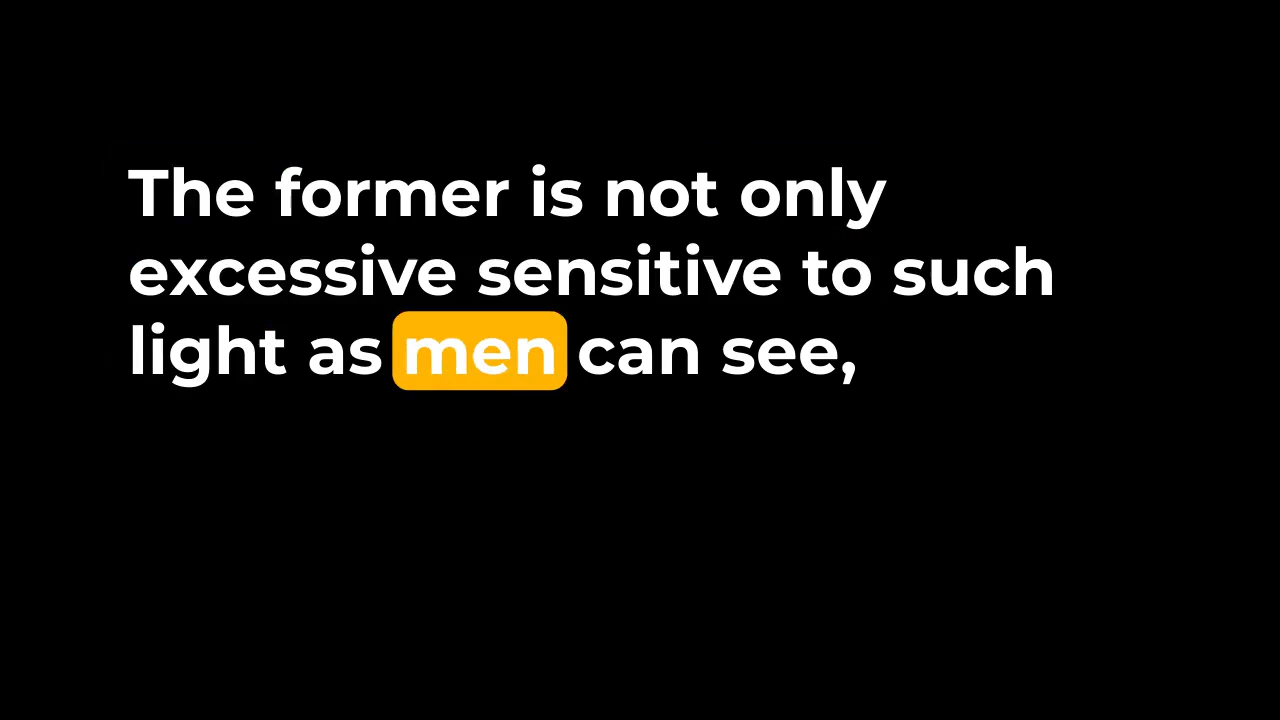 The former is not only
excessive sensitive to such
light as men can see,